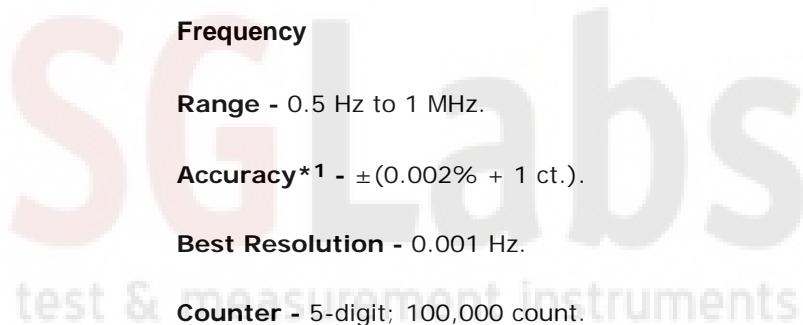 Frequency
Range - 0.5 Hz to 1 MHz.
Accuracy*1 - ±(0.002% + 1 ct.).
Best Resolution - 0.001 Hz.
Counter - 5-digit; 100,000 count.
SGLabs
test & measurement instruments